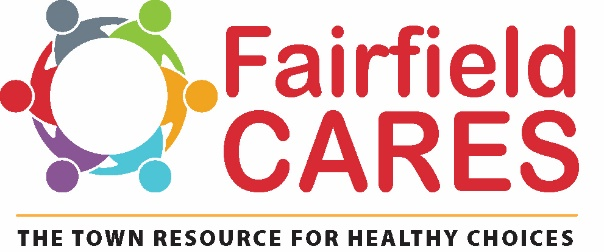 Fairfield
CARES
THE TOWN RESOURCE FOR HEALTHY CHOICES